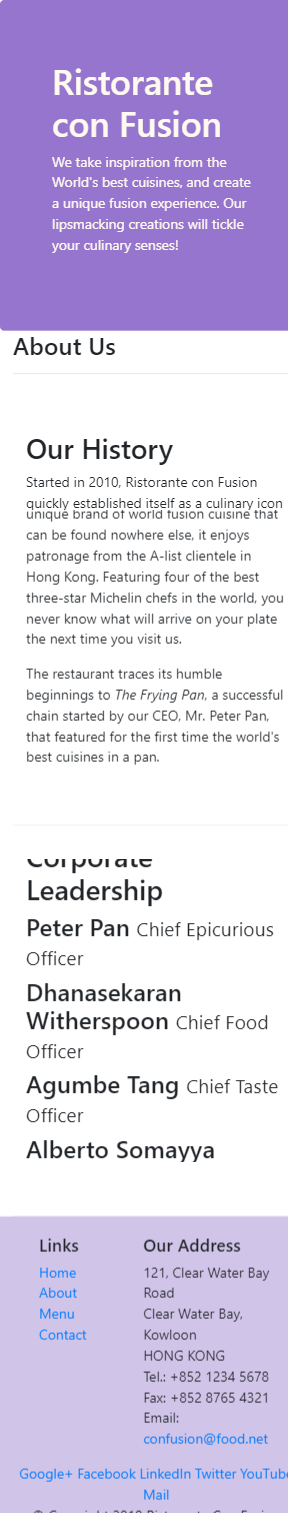 Ristorante
con Fusion
We take inspiration from the
World's best cuisines, and create
a unique fusion experience. Our
lipsmacking creations will tickle
your culinary senses!
About Us
Our History
Started in 2010, Ristorante con Fusion
quickly established itself as a culinary icon
unique brand of world fusion cuisine that
can be found nowhere else, it enjoys
patronage from the A-list clientele in
Hong Kong. Featuring four of the best
three-star Michelin chefs in the world, you
never know what will arrive on your plate
the next time you visit us.
The restaurant traces its humble
beginnings to The Frying Pan, a successful
chain started by our CEO, Mr. Peter Pan,
that featured for the first time the world's
best cuisines in a pan.
Corporate
Leadership
Peter Pan Chief Epicurious
Officer
Dhanasekaran
Witherspoon Chief Food
Officer
Agumbe Tang Chief Taste
Officer
Alberto Somayya
Links
Home
About
Menu
Contact
Our Address
121, Clear Water Bay
Road
Clear Water Bay,
Kowloon
HONG KONG
Tel.: +852 1234 5678
Fax: +852 8765 4321
Email:
confusion@food.net
Google+ Facebook LinkedIn Twitter YouTube
Mail